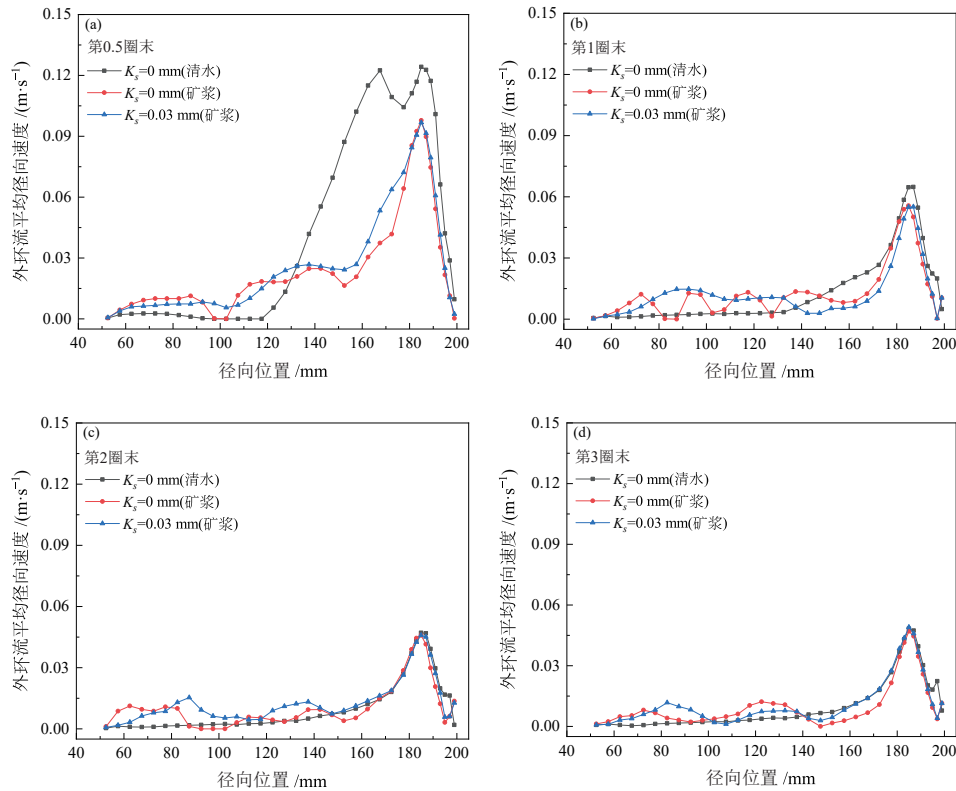 (a)
第0.5圈末
Ks=0 mm(清水)
Ks=0 mm(矿浆)
Ks=0.03 mm(矿浆)
外环流平均径向速度 /(m·s⁻¹)
0.15
0.12
0.09
0.06
0.03
0.00
40 60 80 100 120 140 160 180 200
径向位置 /mm
(b)
第1圈末
Ks=0 mm(清水)
Ks=0 mm(矿浆)
Ks=0.03 mm(矿浆)
外环流平均径向速度 /(m·s⁻¹)
0.15
0.12
0.09
0.06
0.03
0.00
40 60 80 100 120 140 160 180 200
径向位置 /mm
(c)
第2圈末
Ks=0 mm(清水)
Ks=0 mm(矿浆)
Ks=0.03 mm(矿浆)
外环流平均径向速度 /(m·s⁻¹)
0.15
0.12
0.09
0.06
0.03
0.00
40 60 80 100 120 140 160 180 200
径向位置 /mm
(d)
第3圈末
Ks=0 mm(清水)
Ks=0 mm(矿浆)
Ks=0.03 mm(矿浆)
外环流平均径向速度 /(m·s⁻¹)
0.15
0.12
0.09
0.06
0.03
0.00
40 60 80 100 120 140 160 180 200
径向位置 /mm